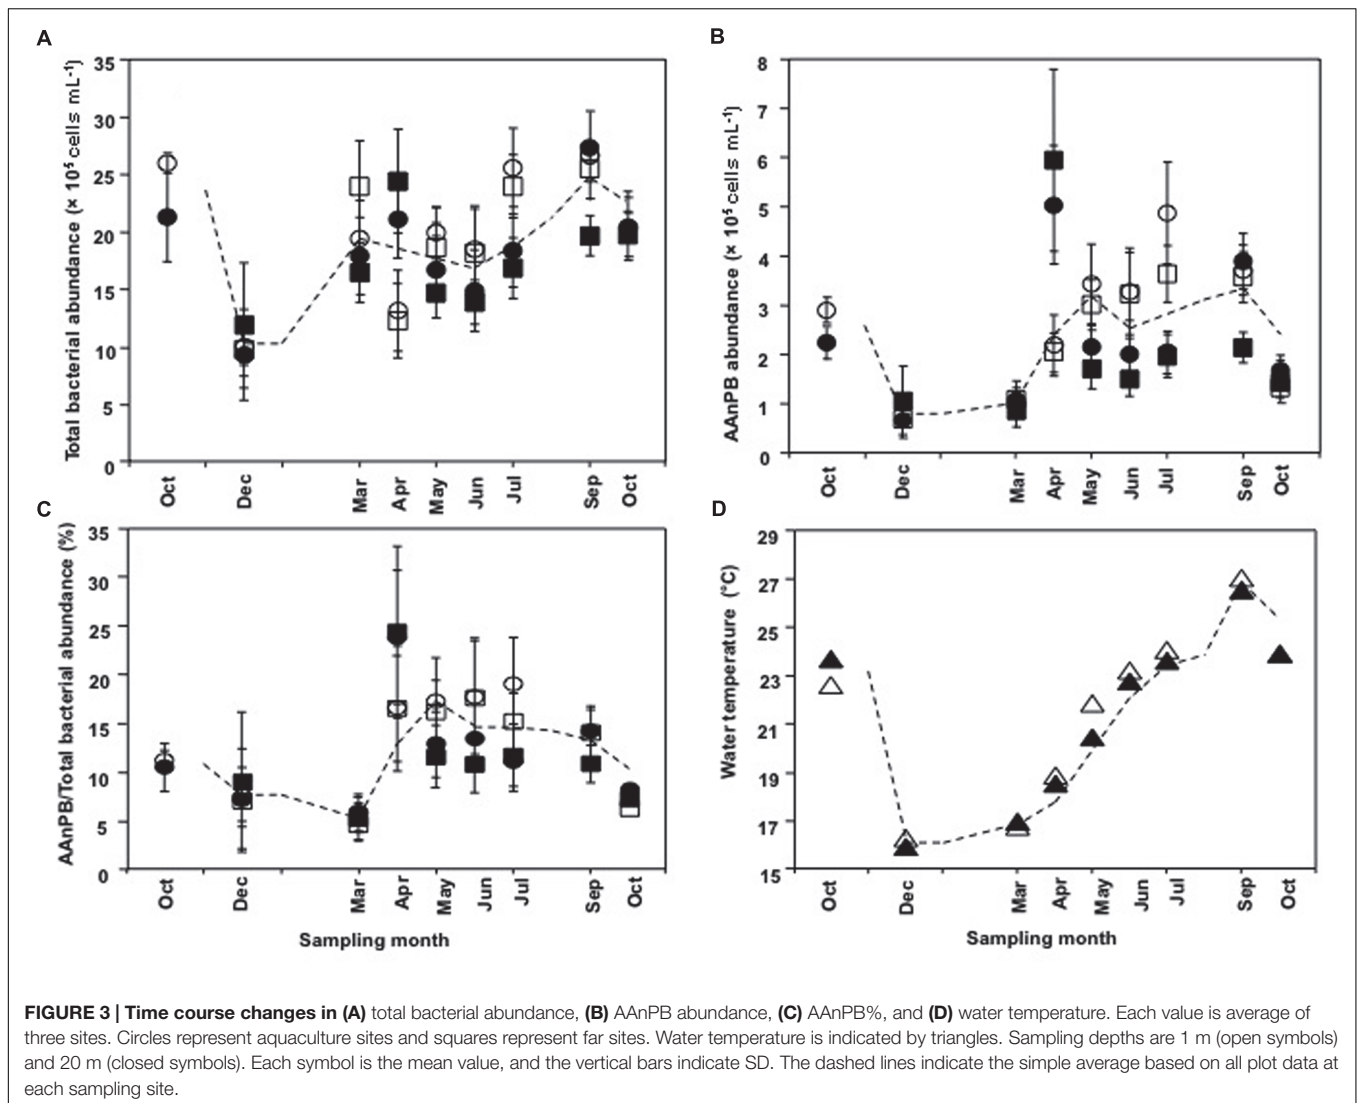 A
Total bacterial abundance (× 10⁵ cells mL⁻¹)
35
30
25
20
15
10
5
0
Oct Dec Mar Apr May Jun Jul Sep Oct
B
AAnPB abundance (× 10⁵ cells mL⁻¹)
8
7
6
5
4
3
2
1
0
Oct Dec Mar Apr May Jun Jul Sep Oct
C
AAnPB/Total bacterial abundance (%)
35
30
25
20
15
10
5
0
Oct Dec Mar Apr May Jun Jul Sep Oct
Sampling month
D
Water temperature (°C)
29
27
25
23
21
19
17
15
Oct Dec Mar Apr May Jun Jul Sep Oct
Sampling month
FIGURE 3 | Time course changes in (A) total bacterial abundance, (B) AAnPB abundance, (C) AAnPB%, and (D) water temperature. Each value is average of
three sites. Circles represent aquaculture sites and squares represent far sites. Water temperature is indicated by triangles. Sampling depths are 1 m (open symbols)
and 20 m (closed symbols). Each symbol is the mean value, and the vertical bars indicate SD. The dashed lines indicate the simple average based on all plot data at
each sampling site.